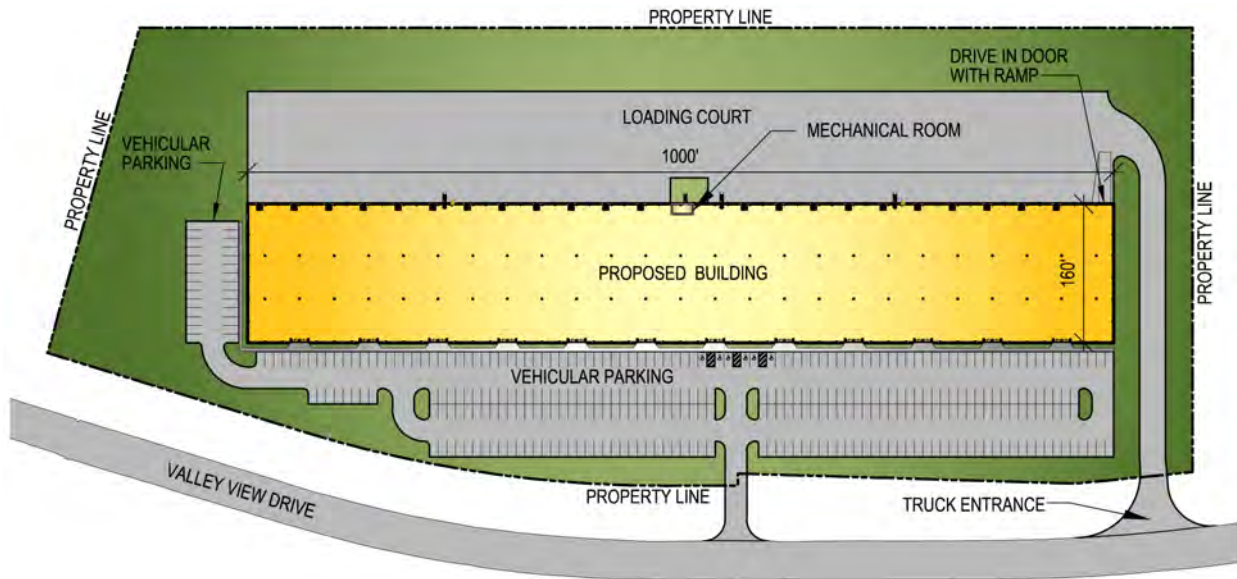 PROPERTY LINE
DRIVE IN DOOR
WITH RAMP
LOADING COURT
MECHANICAL ROOM
VEHICULAR
PARKING
PROPERTY LINE
1000'
PROPERTY LINE
PROPOSED BUILDING
160'
VEHICULAR PARKING
VALLEY VIEW DRIVE
PROPERTY LINE
TRUCK ENTRANCE